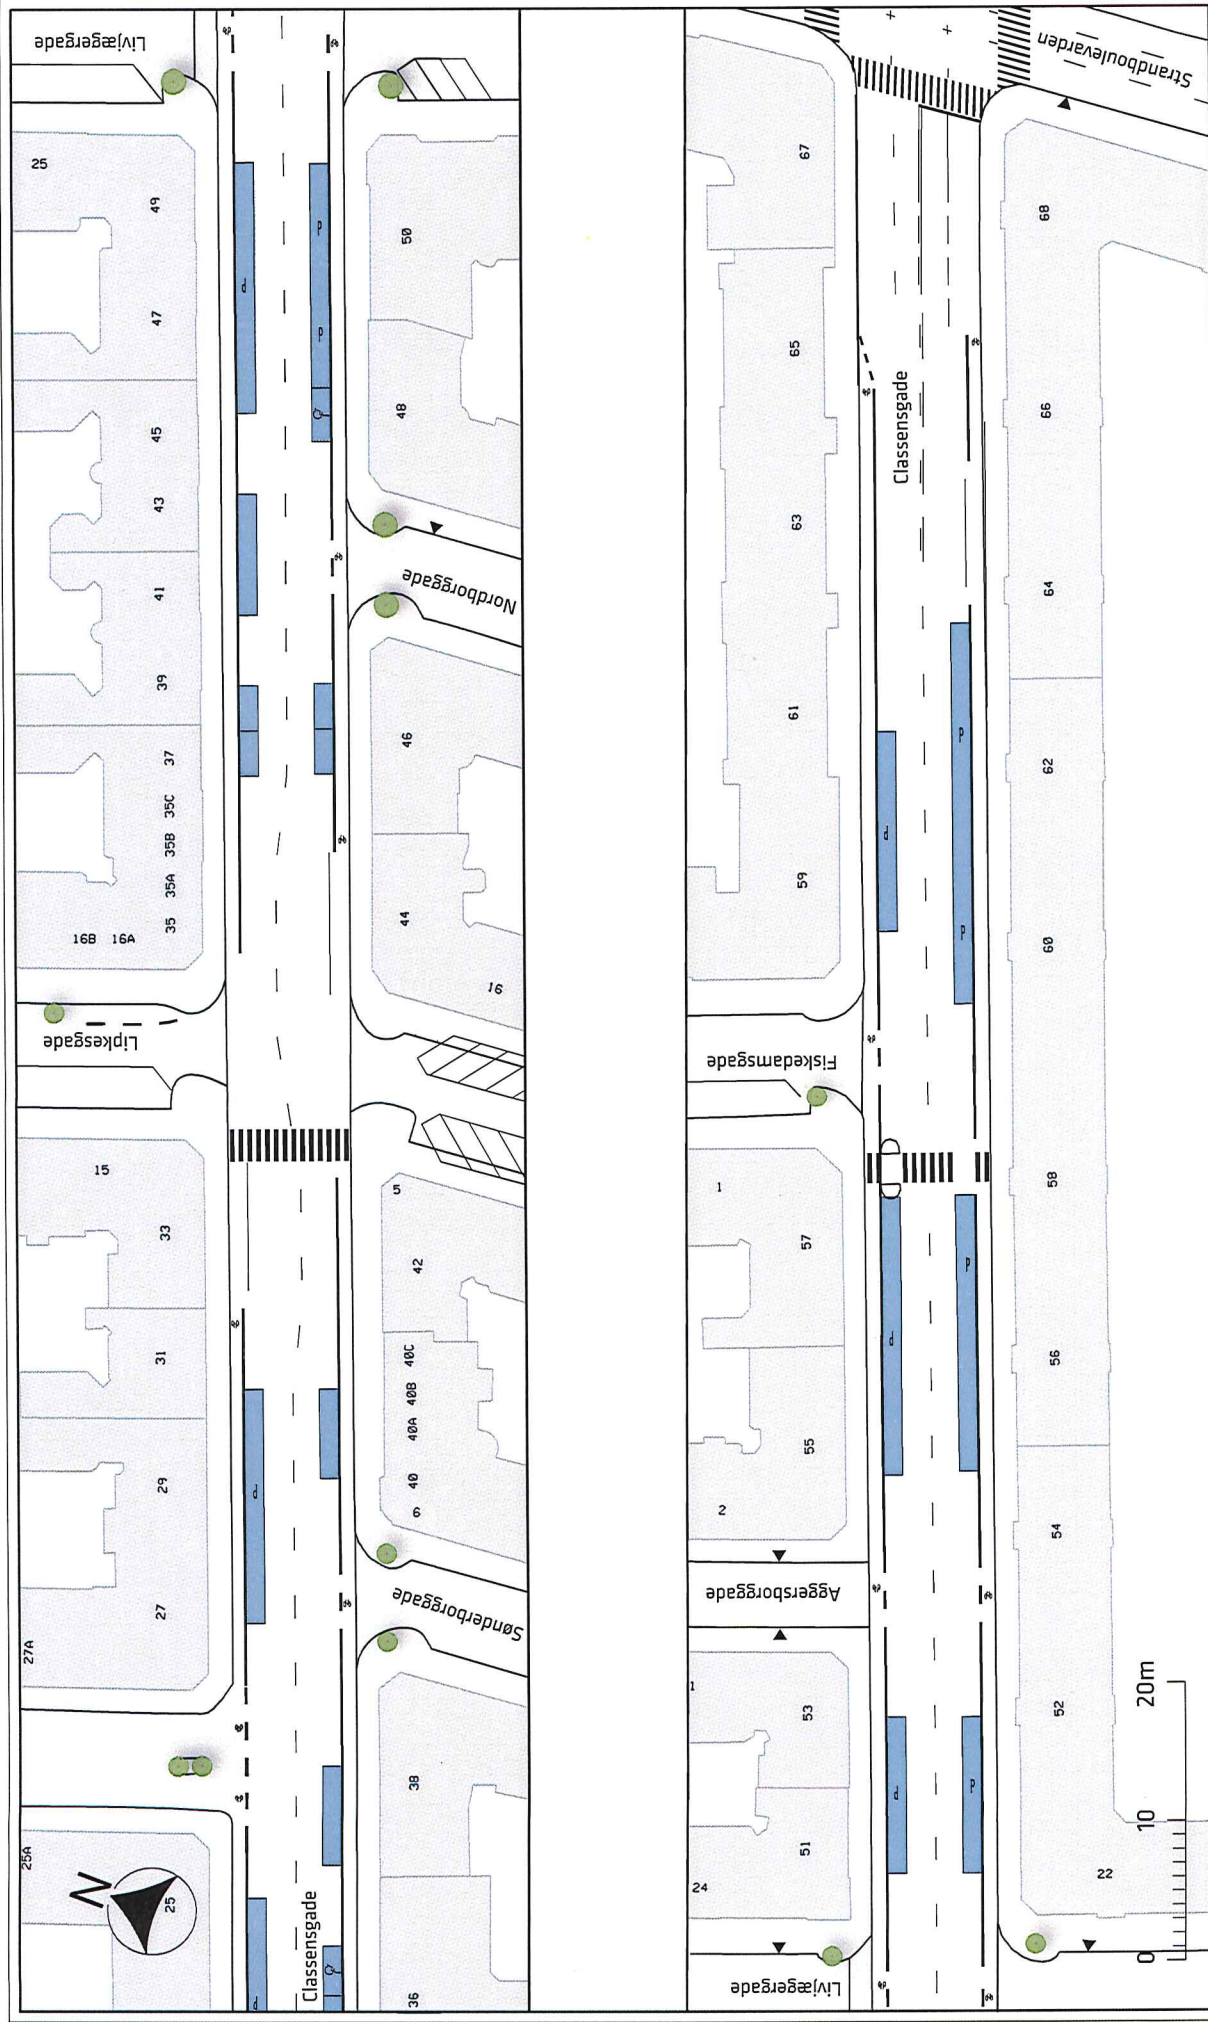 Livjægergade
25
49
47
45
43
41
39
37
35C
35B
35A
35
16B 16A
Lipkesgade
15
33
31
29
27
27A
25A
25
N
P
P
P
50
48
Nordborggade
46
44
16
5
42
40C
40B
40A
40
6
Sønderborggade
38
36
P
P
Classensgade
67
65
63
61
59
Fiskedamsgade
1
57
55
2
Aggersborggade
1
53
51
24
Livjægergade
Strandboulevarden
Classensgade
P
P
P
P
P
P
P
68
66
64
62
60
58
56
54
52
22
0 10 20m